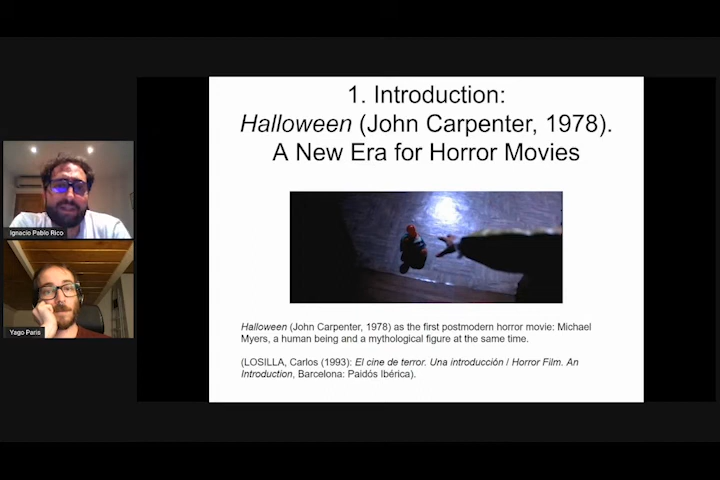 1. Introduction:
Halloween (John Carpenter, 1978).
A New Era for Horror Movies
Ignacio Pablo Rico
Yago Paris
Halloween (John Carpenter, 1978) as the first postmodern horror movie: Michael
Myers, a human being and a mythological figure at the same time.
(LOSILLA, Carlos (1993): El cine de terror. Una introducción / Horror Film. An
Introduction, Barcelona: Paidós Ibérica).